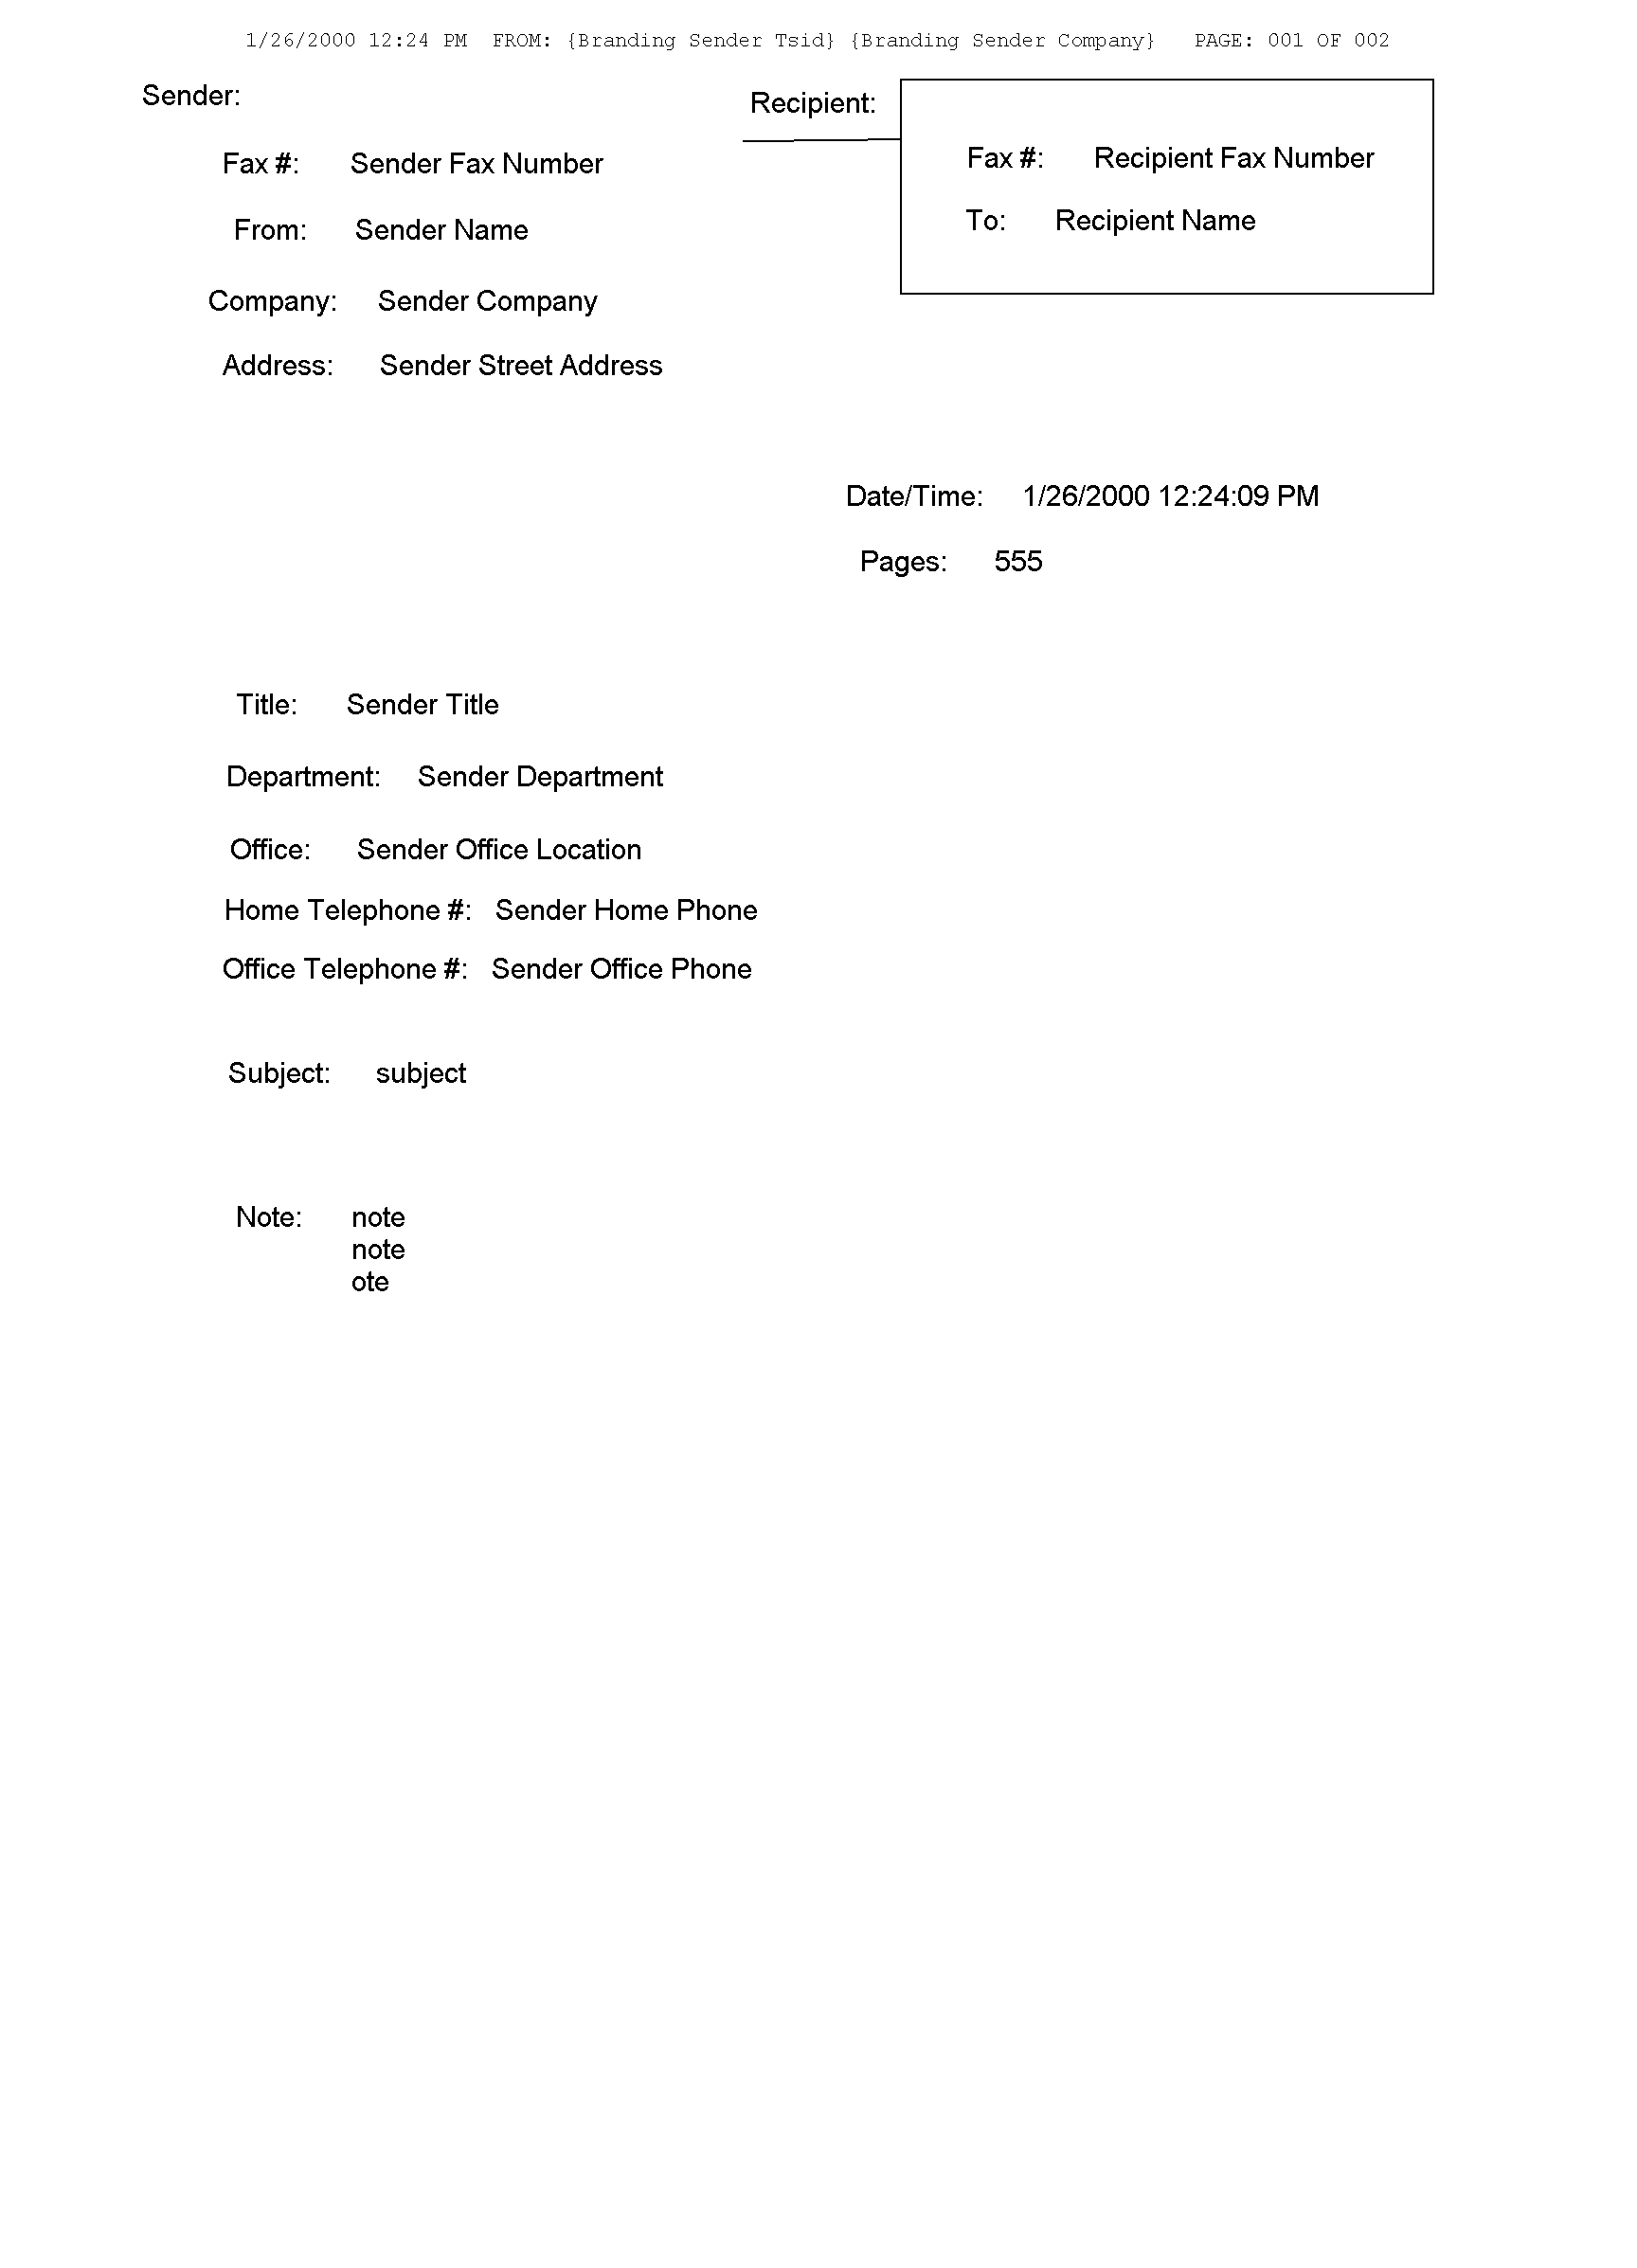 1/26/2000 12:24 PM FROM: {Branding Sender Tsid} {Branding Sender Company} PAGE: 001 OF 002
Sender:
Fax #: Sender Fax Number
From: Sender Name
Company: Sender Company
Address: Sender Street Address
Recipient:
Fax #: Recipient Fax Number
To: Recipient Name
Date/Time: 1/26/2000 12:24:09 PM
Pages: 555
Title: Sender Title
Department: Sender Department
Office: Sender Office Location
Home Telephone #: Sender Home Phone
Office Telephone #: Sender Office Phone
Subject: subject
Note: note
note
ote